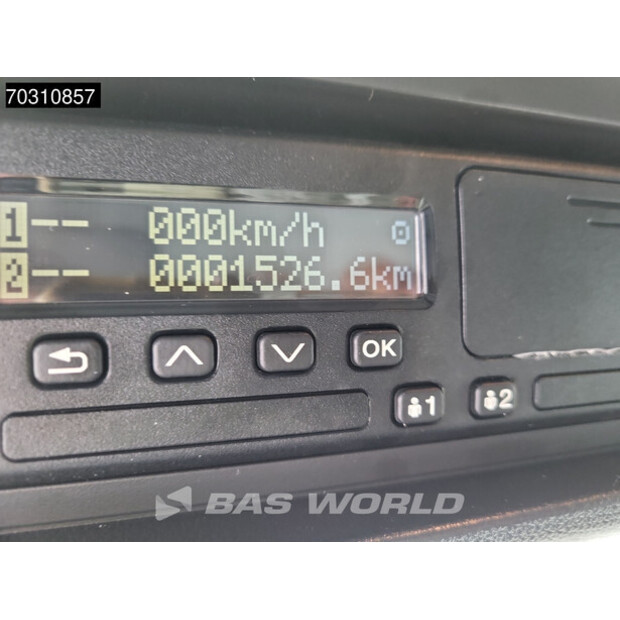 70310857
1-- 000km/h
2-- 0001526.6km
OK
1 2
BAS WORLD